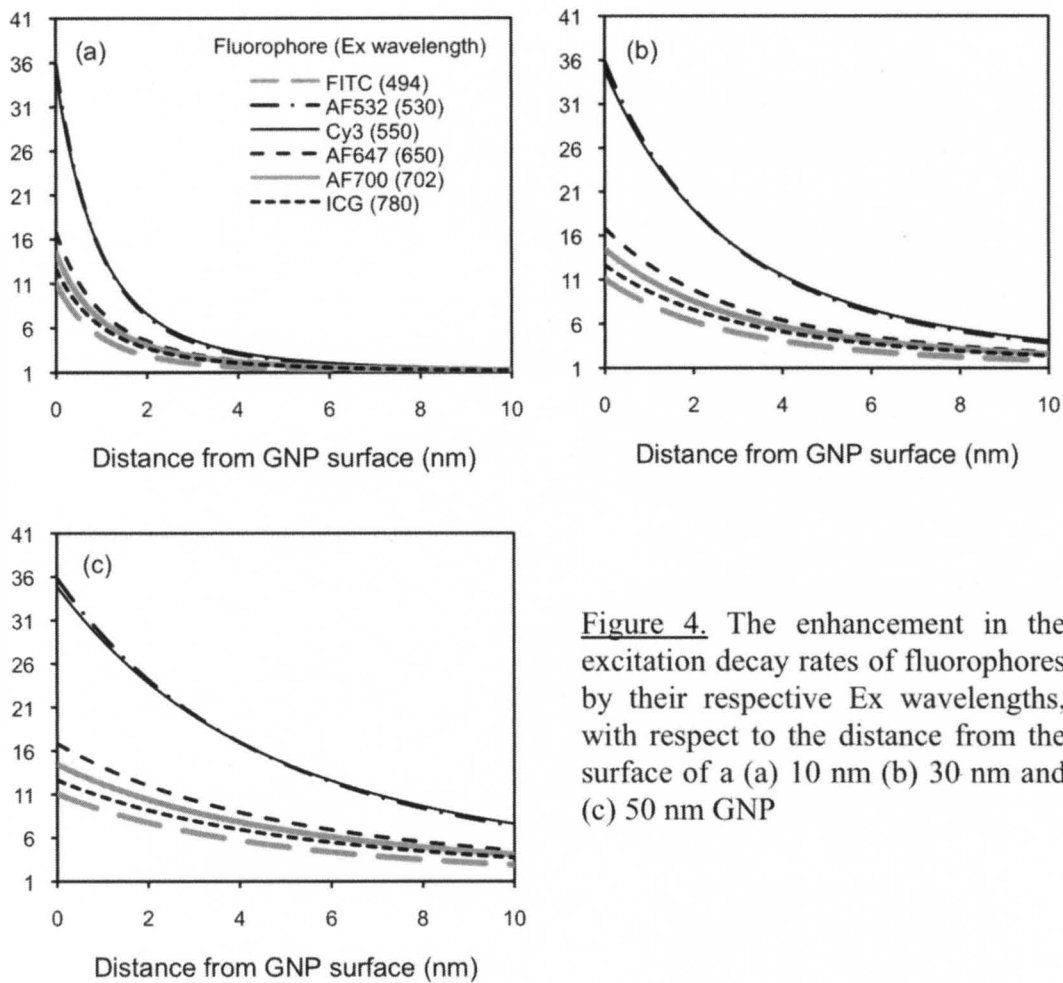 41
36
31
26
21
16
11
6
1
(a)
Fluorophore (Ex wavelength)
FITC (494)
AF532 (530)
Cy3 (550)
AF647 (650)
AF700 (702)
ICG (780)
0 2 4 6 8 10
Distance from GNP surface (nm)
41
36
31
26
21
16
11
6
1
(b)
0 2 4 6 8 10
Distance from GNP surface (nm)
41
36
31
26
21
16
11
6
1
(c)
0 2 4 6 8 10
Distance from GNP surface (nm)
Figure 4. The enhancement in the
excitation decay rates of fluorophores
by their respective Ex wavelengths,
with respect to the distance from the
surface of a (a) 10 nm (b) 30 nm and
(c) 50 nm GNP